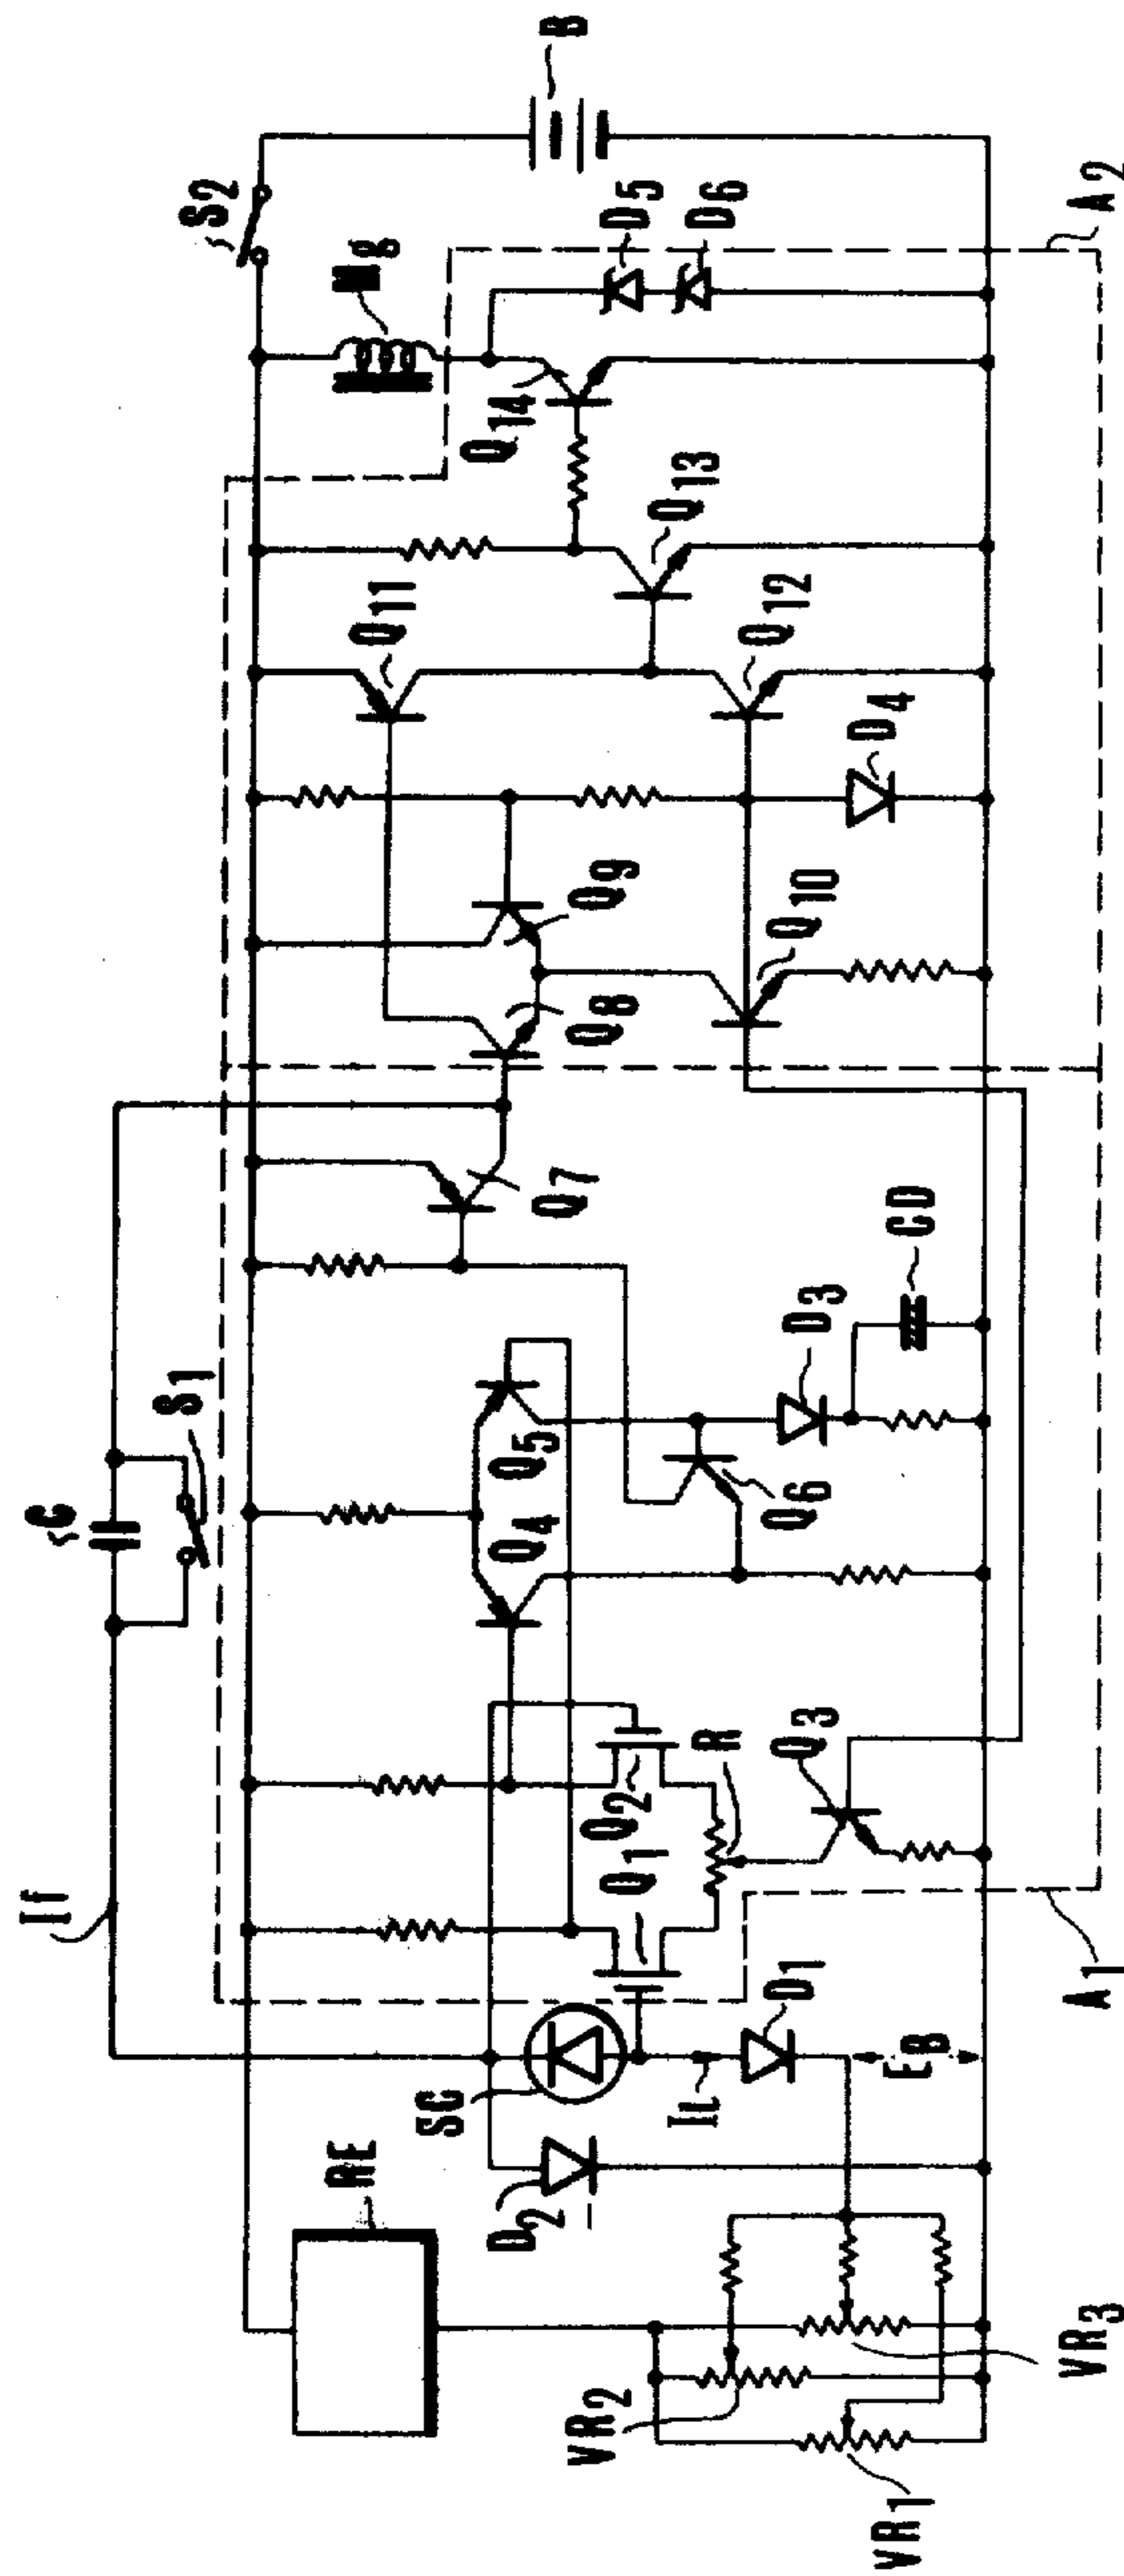 B
S2
Mg
D5
D6
A2
Q14
Q13
Q11
Q12
D4
Q9
Q10
Q8
Q7
CD
D3
C
S1
Q5
Q4
Q6
Q3
R
Q2
Q1
If
A1
D1
EB
IL
SC
RE
D2
VR3
VR2
VR1